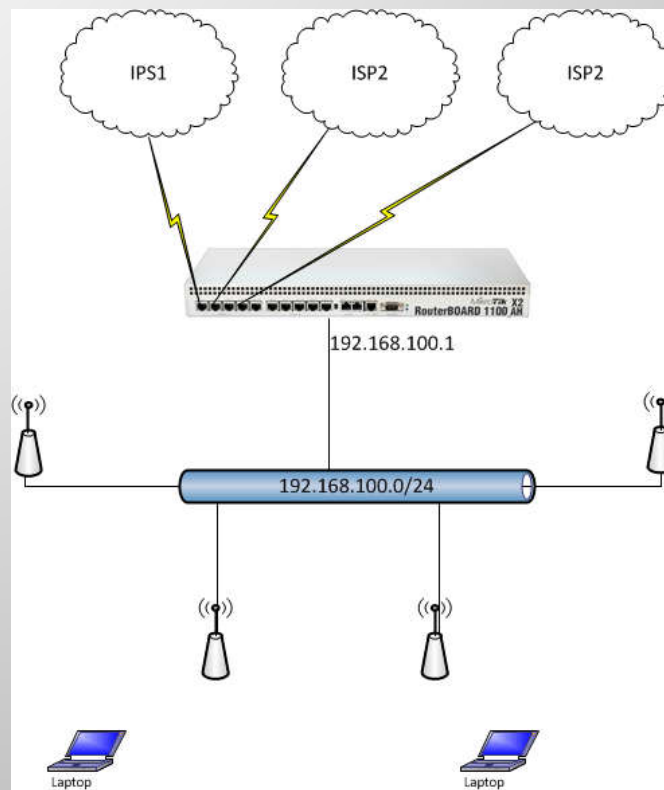 IPS1
ISP2
ISP2
MikroTik X2
RouterBOARD 1100 AH
192.168.100.1
192.168.100.0/24
Laptop
Laptop